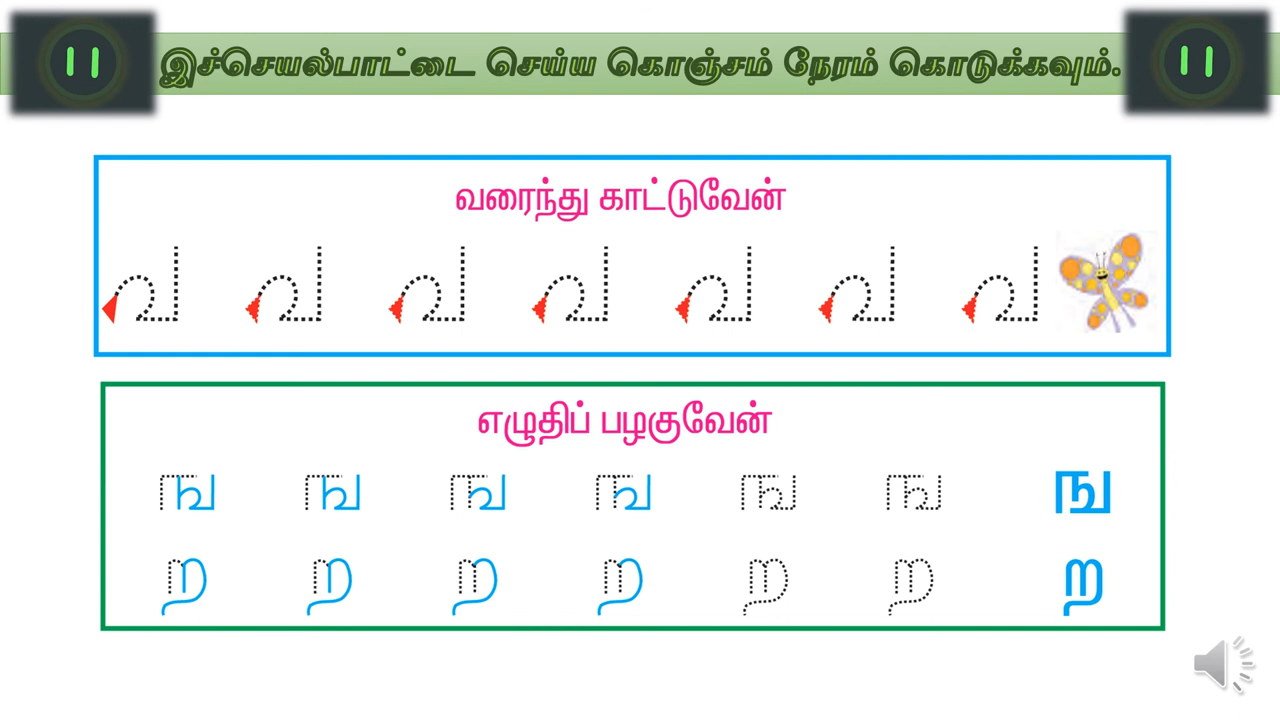 இச்செயல்பாட்டை செய்ய கொஞ்சம் நேரம் கொடுக்கவும்.
வரைந்து காட்டுவேன்
வ வ வ வ வ வ வ
எழுதிப் பழகுவேன்
ங ங ங ங ங ங ங
ற ற ற ற ற ற ற